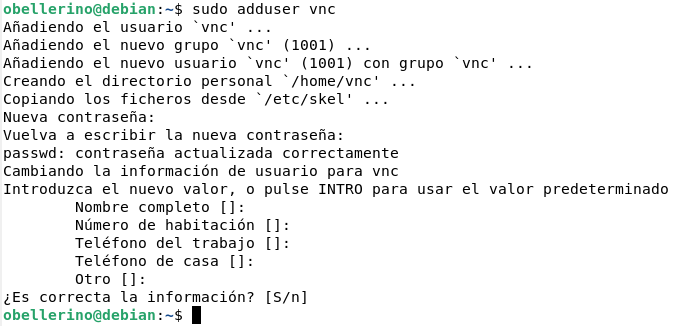 obellerino@debian:~$ sudo adduser vnc
Añadiendo el usuario `vnc' ...
Añadiendo el nuevo grupo `vnc' (1001) ...
Añadiendo el nuevo usuario `vnc' (1001) con grupo `vnc' ...
Creando el directorio personal `/home/vnc' ...
Copiando los ficheros desde `/etc/skel' ...
Nueva contraseña:
Vuelva a escribir la nueva contraseña:
passwd: contraseña actualizada correctamente
Cambiando la información de usuario para vnc
Introduzca el nuevo valor, o pulse INTRO para usar el valor predeterminado
Nombre completo []:
Número de habitación []:
Teléfono del trabajo []:
Teléfono de casa []:
Otro []:
¿Es correcta la información? [S/n]
obellerino@debian:~$